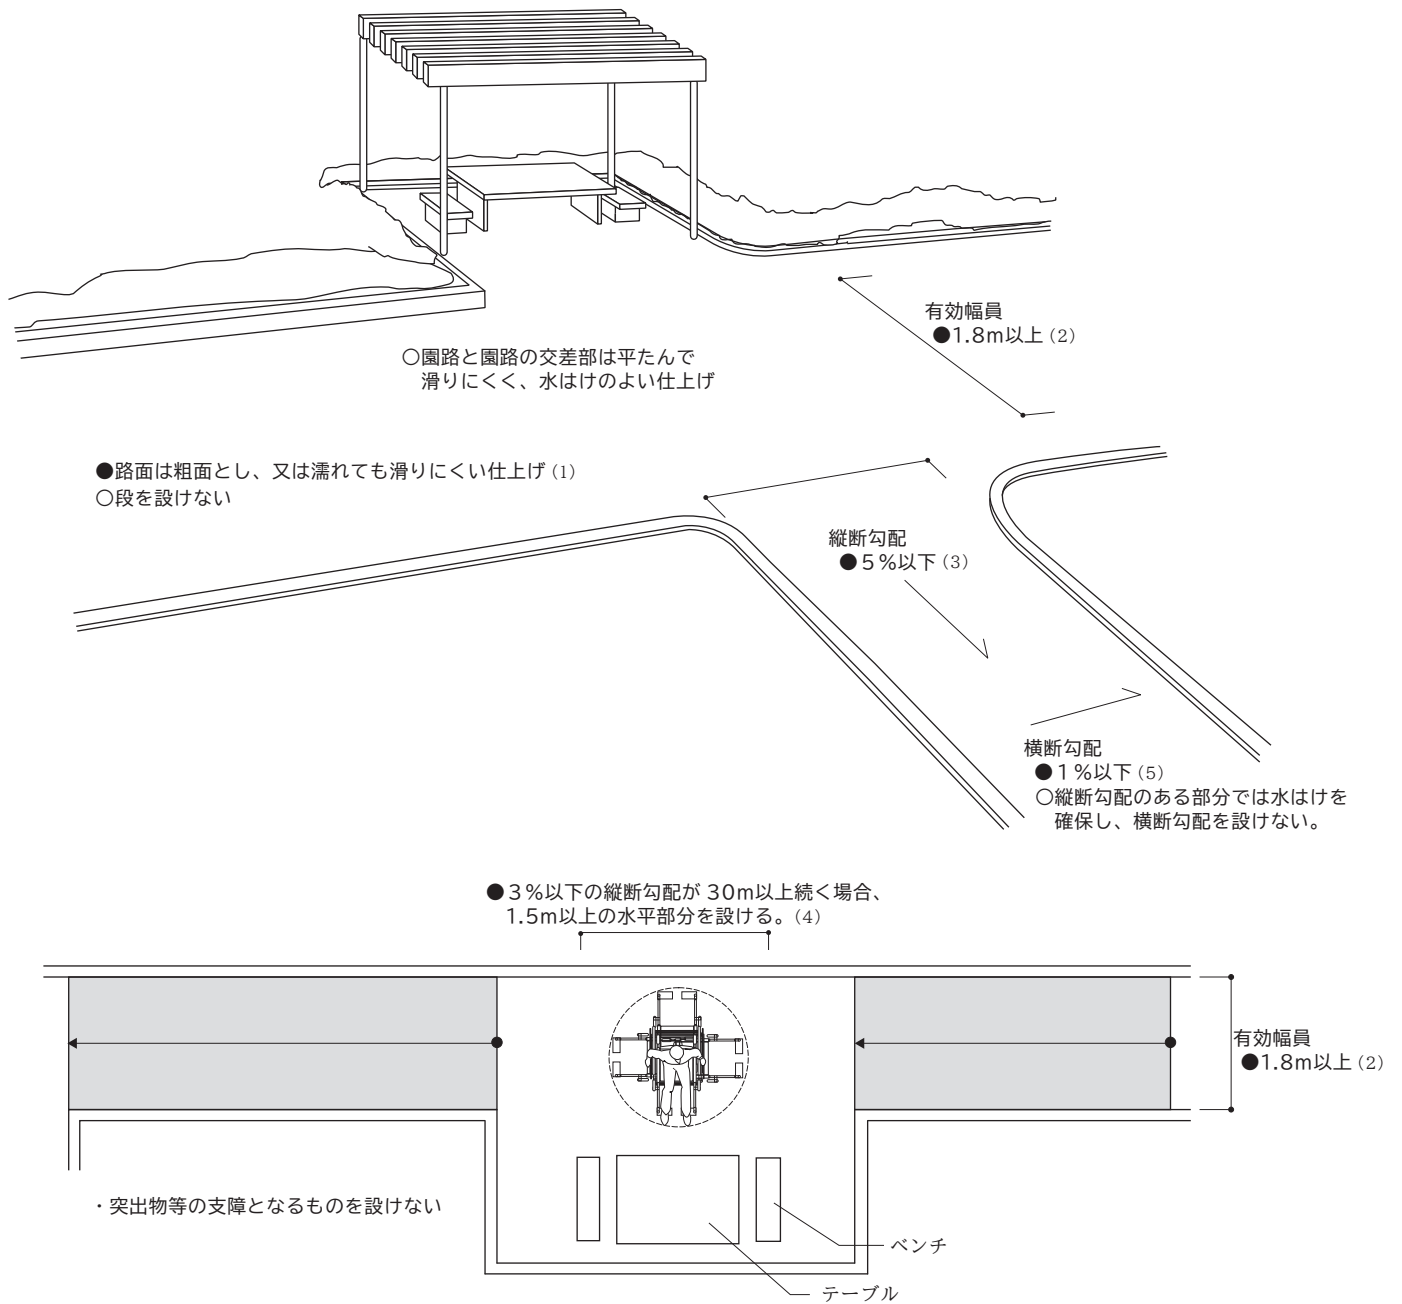 有効幅員
●1.8m以上(2)
○園路と園路の交差部は平たんで
滑りにくく、水はけのよい仕上げ
●路面は粗面とし、又は濡れても滑りにくい仕上げ(1)
○段を設けない
縦断勾配
●5%以下(3)
横断勾配
●1%以下(5)
○縦断勾配のある部分では水はけを
確保し、横断勾配を設けない。
●3%以下の縦断勾配が 30m以上続く場合、
1.5m以上の水平部分を設ける。(4)
有効幅員
●1.8m以上(2)
・突出物等の支障となるものを設けない
ベンチ
テーブル